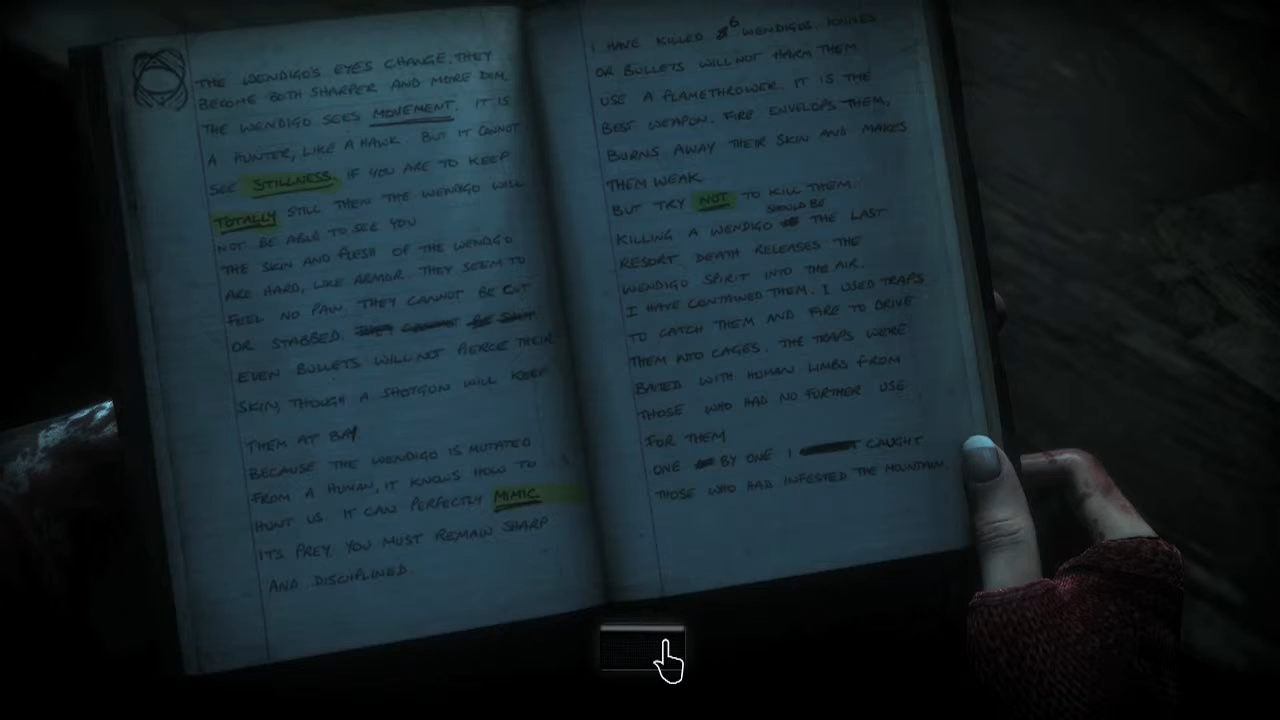 THE WENDIGO'S EYES CHANGE. THEY
BECOME BOTH SHARPER AND MORE DIM.
THE WENDIGO SEES MOVEMENT. IT IS
A HUNTER, LIKE A HAWK BUT IT CANNOT
SEE STILLNESS. IF YOU ARE TO KEEP
TOTALLY STILL THEN THE WENDIGO WILL
NOT BE ABLE TO SEE YOU
THE SKIN AND FLESH OF THE WENDIGO
ARE HARD, LIKE ARMOR. THEY SEEM TO
FEEL NO PAIN THEY CANNOT BE CUT
OR STABBED. THEY CANNOT BE SHOT
EVEN BULLETS WILL NOT PIERCE THEIR
SKIN, THOUGH A SHOTGUN WILL KEEP
THEM AT BAY.
BECAUSE THE WENDIGO IS MUTATED
FROM A HUMAN, IT KNOWS HOW TO
HUNT US. IT CAN PERFECTLY MIMIC
ITS PREY. YOU MUST REMAIN SHARP
AND DISCIPLINED.
I HAVE KILLED 6 WENDIGOS. KNIVES
OR BULLETS WILL NOT HARM THEM
USE A FLAMETHROWER. IT IS THE
BEST WEAPON. FIRE ENVELOPS THEM,
BURNS AWAY THEIR SKIN AND MAKES
THEM WEAK
BUT TRY NOT TO KILL THEM.
KILLING A WENDIGO SHOULD BE THE LAST
RESORT DEATH RELEASES THE
WENDIGO SPIRIT INTO THE AIR.
I HAVE CONTAINED THEM. I USED TRAPS
TO CATCH THEM AND FIRE TO DRIVE
THEM INTO CAGES. THE TRAPS WERE
BAITED WITH HUMAN LIMBS FROM
THOSE WHO HAD NO FURTHER USE
FOR THEM
ONE BY ONE I CAUGHT
THOSE WHO HAD INFESTED THE MOUNTAIN.